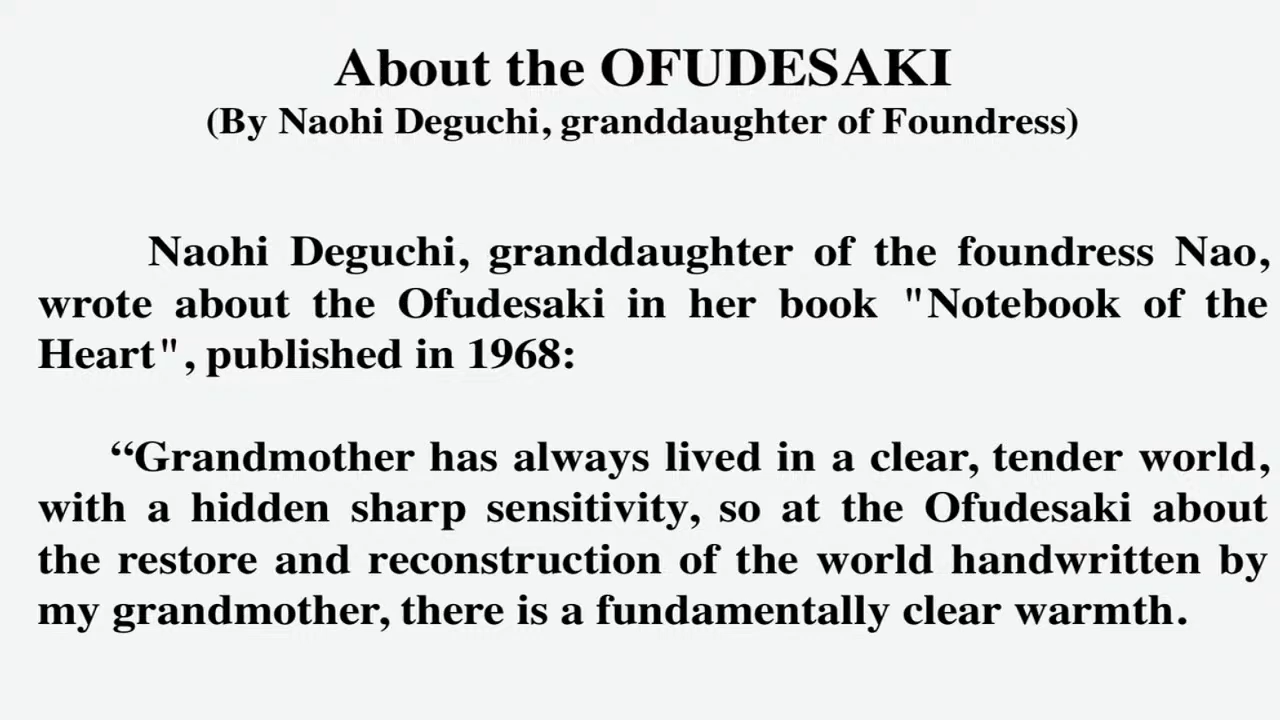 About the OFUDESAKI
(By Naohi Deguchi, granddaughter of Foundress)
Naohi Deguchi, granddaughter of the foundress Nao,
wrote about the Ofudesaki in her book "Notebook of the
Heart", published in 1968:
“Grandmother has always lived in a clear, tender world,
with a hidden sharp sensitivity, so at the Ofudesaki about
the restore and reconstruction of the world handwritten by
my grandmother, there is a fundamentally clear warmth.